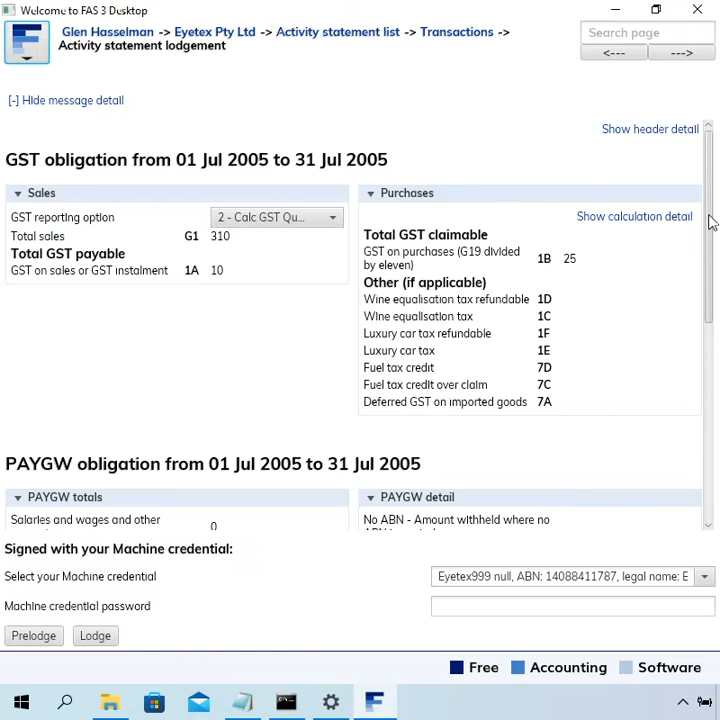 Welcome to FAS 3 Desktop
Glen Hasselman -> Eyetex Pty Ltd -> Activity statement list -> Transactions ->
Activity statement lodgement
Search page
<---
--->
[-] Hide message detail
Show header detail
GST obligation from 01 Jul 2005 to 31 Jul 2005
Sales
GST reporting option 2 - Calc GST Qu...
Total sales G1 310
Total GST payable
GST on sales or GST instalment 1A 10
Purchases
Show calculation detail
Total GST claimable
GST on purchases (G19 divided
by eleven) 1B 25
Other (if applicable)
Wine equalisation tax refundable 1D
Wine equalisation tax 1C
Luxury car tax refundable 1F
Luxury car tax 1E
Fuel tax credit 7D
Fuel tax credit over claim 7C
Deferred GST on imported goods 7A
PAYGW obligation from 01 Jul 2005 to 31 Jul 2005
PAYGW totals
Salaries and wages and other
0
PAYGW detail
No ABN - Amount withheld where no
Signed with your Machine credential:
Select your Machine credential Eyetex999 null, ABN: 14088411787, legal name: E
Machine credential password
Prelodge
Lodge
Free Accounting Software